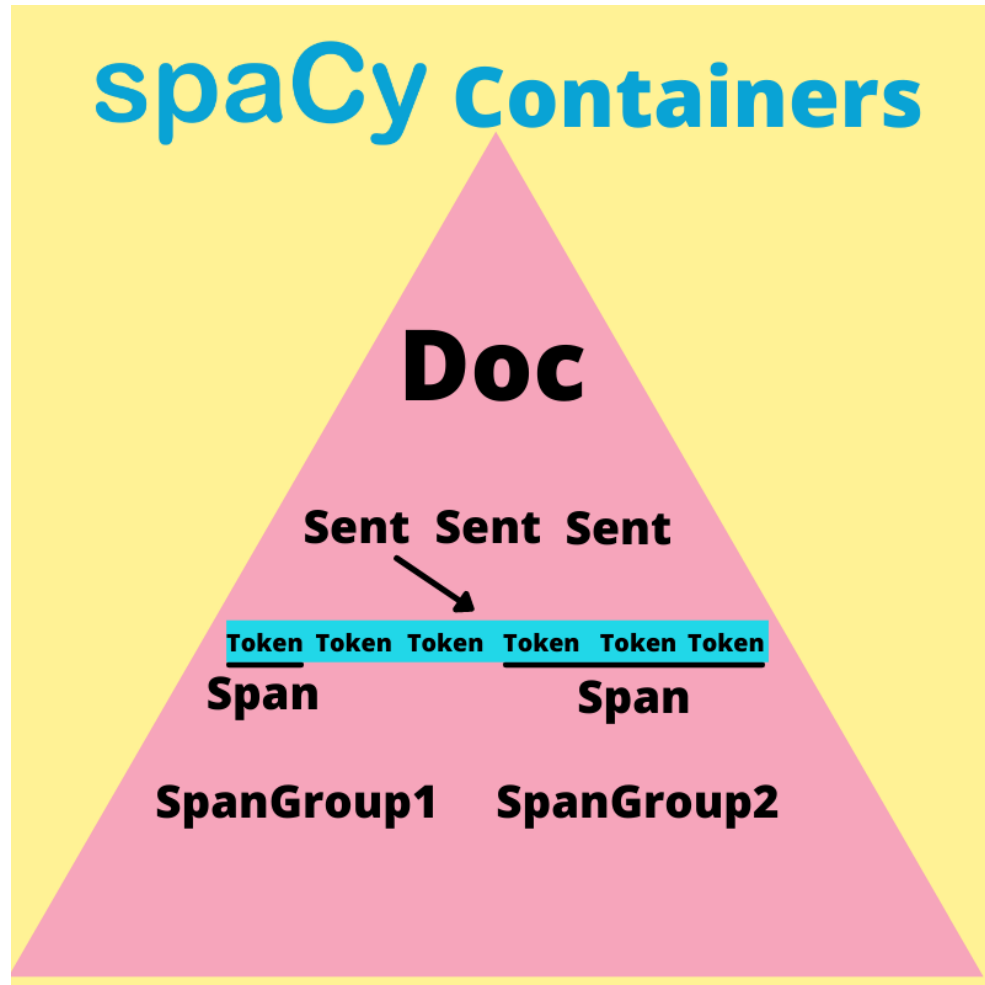 spaCy Containers
Doc
Sent Sent Sent
Token Token Token Token Token Token
Span Span
SpanGroup1 SpanGroup2